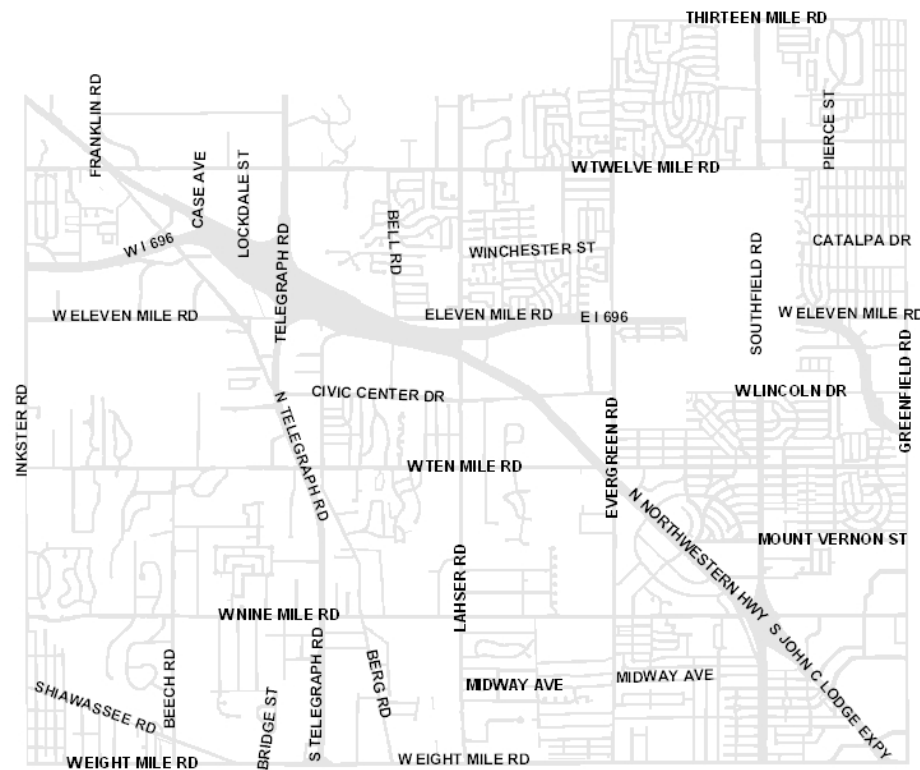 THIRTEEN MILE RD
FRANKLIN RD
CASE AVE
LOCKDALE ST
PIERCE ST
W TWELVE MILE RD
W I 696
TELEGRAPH RD
BELL RD
WINCHESTER ST
CATALPA DR
SOUTHFIELD RD
W ELEVEN MILE RD
ELEVEN MILE RD
E I 696
W ELEVEN MILE RD
GREENFIELD RD
INKSTER RD
CIVIC CENTER DR
W LINCOLN DR
N TELEGRAPH RD
EVERGREEN RD
W TEN MILE RD
N NORTHWESTERN HWY
MOUNT VERNON ST
LAHSER RD
W NINE MILE RD
S JOHN C LODGE EXPY
BEECH RD
S TELEGRAPH RD
BERG RD
MIDWAY AVE
MIDWAY AVE
SHIAWASSEE RD
BRIDGE ST
W EIGHT MILE RD
W EIGHT MILE RD